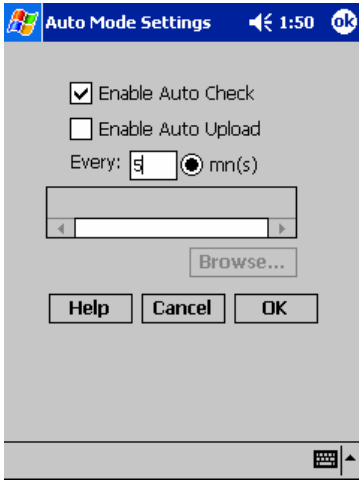 Auto Mode Settings 1:50 ok
Enable Auto Check
Enable Auto Upload
Every: 5 mn(s)
Browse...
Help Cancel OK